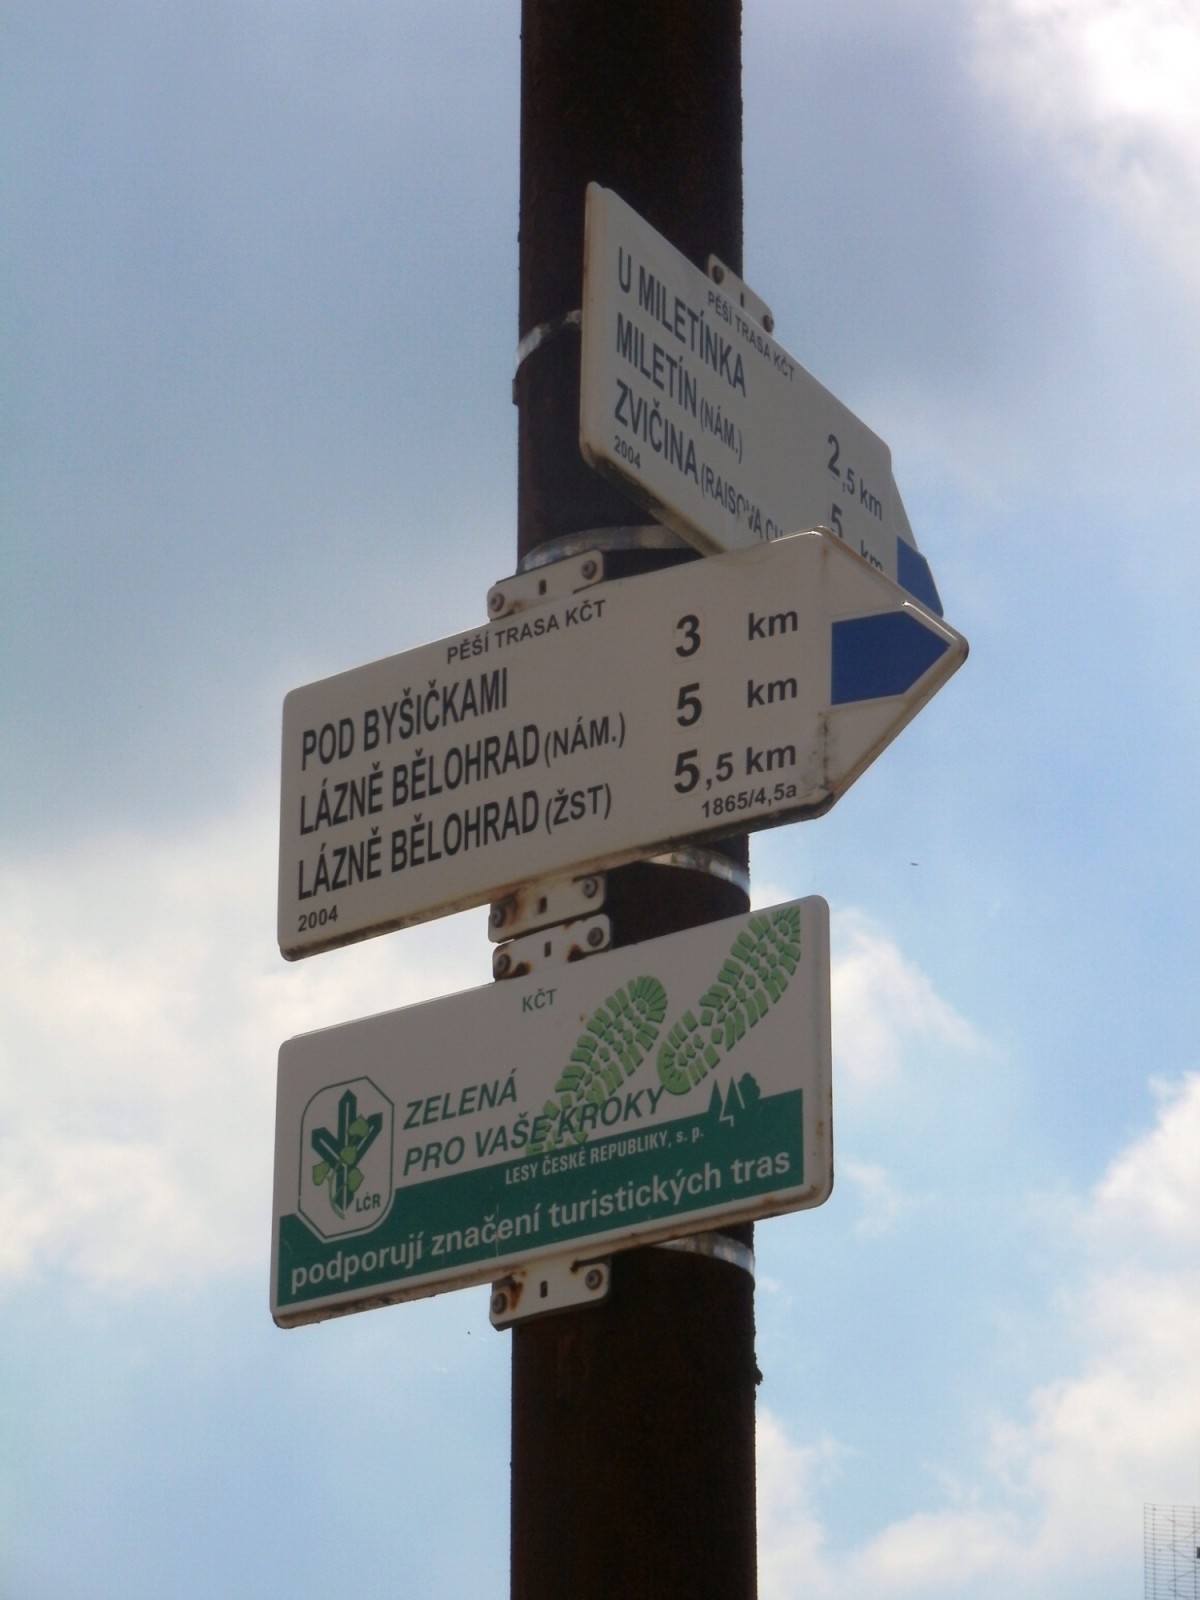 PĚŠÍ TRASA KČT
U MILETÍNKA 2,5 km
MILETÍN (NÁM.) 5 km
ZVIČINA (RAISOVA
2004
PĚŠÍ TRASA KČT
POD BYŠIČKAMI 3 km
LÁZNĚ BĚLOHRAD (NÁM.) 5 km
LÁZNĚ BĚLOHRAD (ŽST) 5,5 km
2004 1865/4,5a
KČT
ZELENÁ
PRO VAŠE KROKY
LESY ČESKÉ REPUBLIKY, s. p.
LČR
podporují značení turistických tras